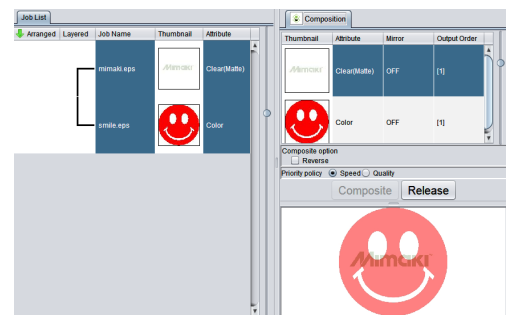 Job List
Arranged Layered Job Name Thumbnail Attribute
mimaki.eps Mimaki Clear(Matte)
smile.eps Color
Composition
Thumbnail Attribute Mirror Output Order
Mimaki Clear(Matte) OFF [1]
Color OFF [1]
Composite option
Reverse
Priority policy Speed Quality
Composite Release
Mimaki